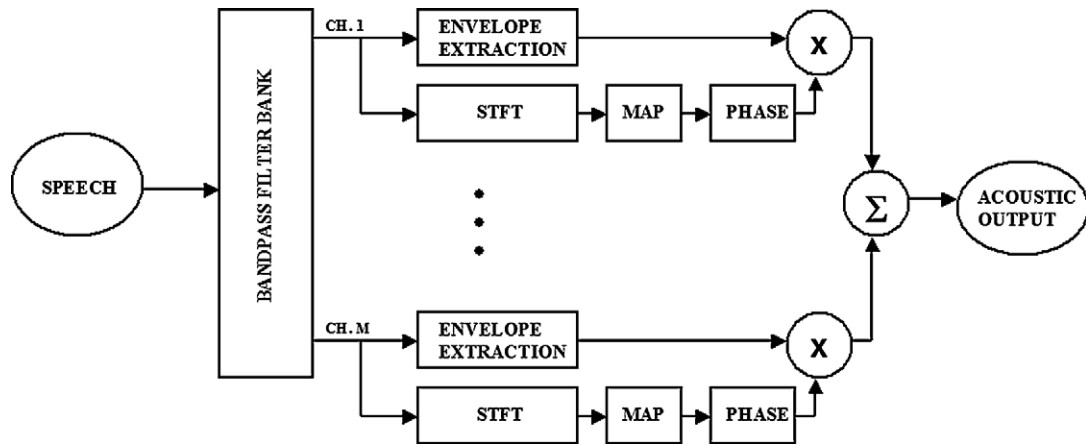 SPEECH
BANDPASS FILTER BANK
CH.1
ENVELOPE
EXTRACTION
X
STFT
MAP
PHASE
Σ
ACOUSTIC
OUTPUT
CH.M
ENVELOPE
EXTRACTION
X
STFT
MAP
PHASE